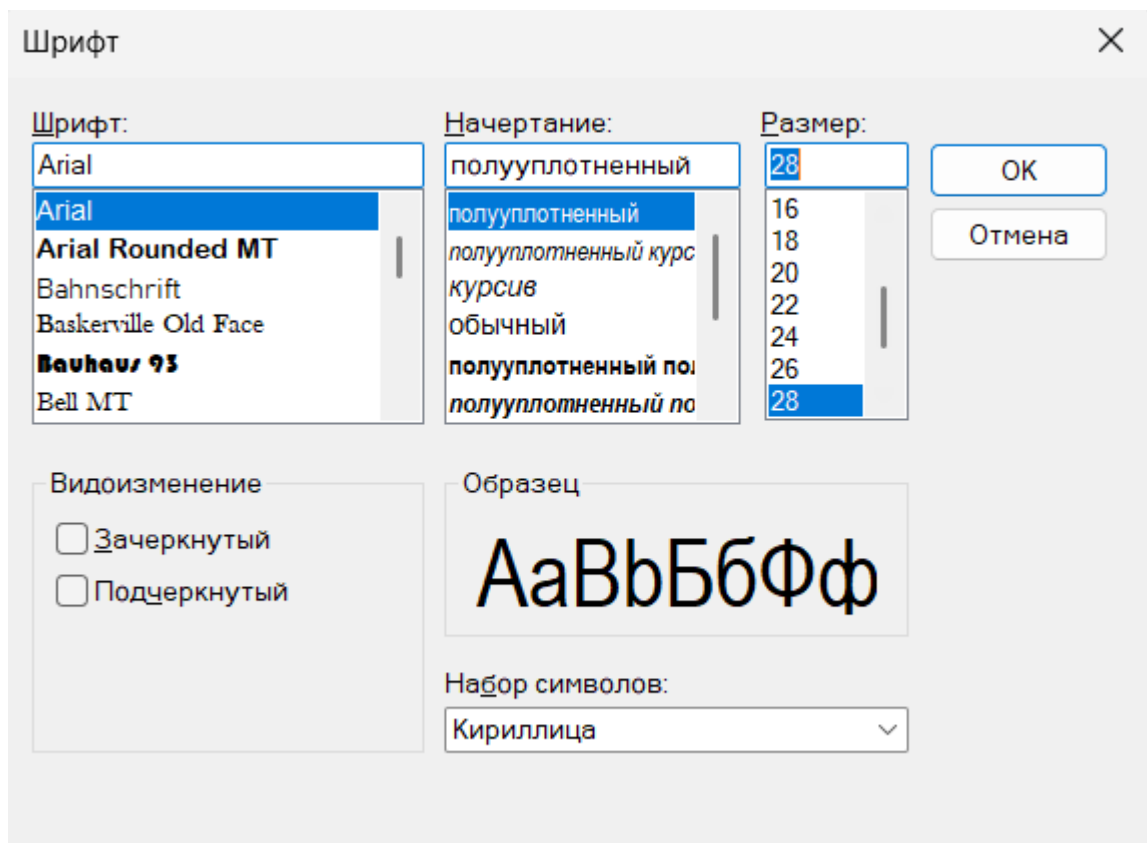 Шрифт
Шрифт:
Arial
Arial
Arial Rounded MT
Bahnschrift
Baskerville Old Face
Bauhaus 93
Bell MT
Начертание:
полууплотненный
полууплотненный
полууплотненный курс
курсив
обычный
полууплотненный пол
полууплотненный по
Размер:
28
16
18
20
22
24
26
28
OK
Отмена
Видоизменение
Зачеркнутый
Подчеркнутый
Образец
АаBbБбФф
Набор символов:
Кириллица